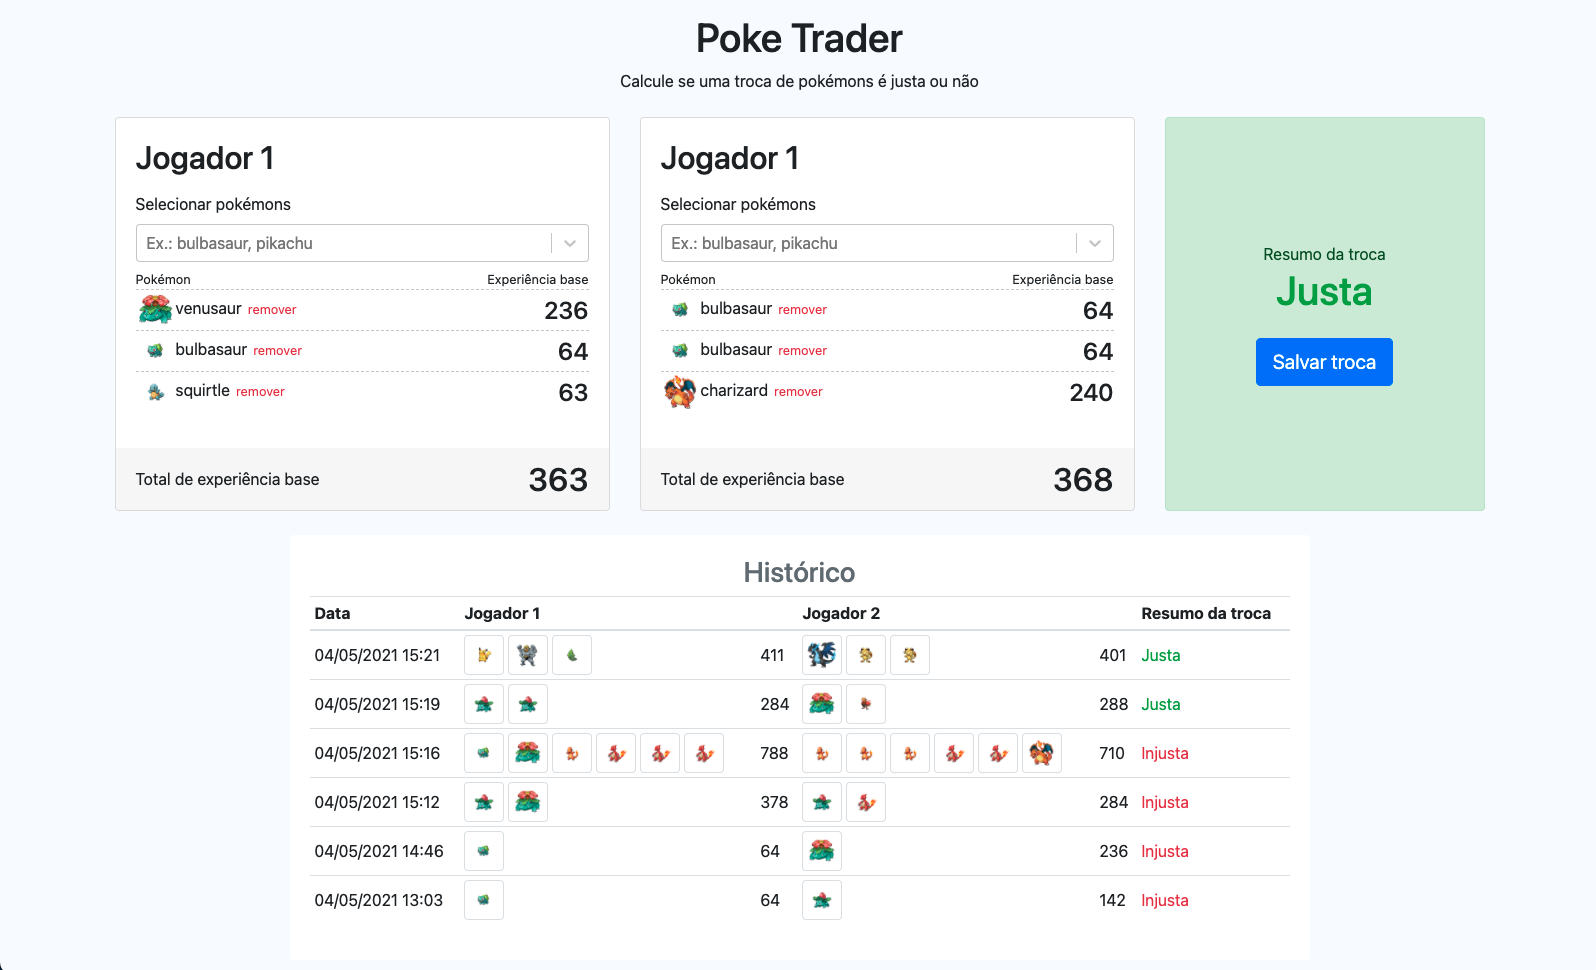 Poke Trader
Calcule se uma troca de pokémons é justa ou não
Jogador 1
Selecionar pokémons
Ex.: bulbasaur, pikachu
Pokémon Experiência base
venusaur remover 236
bulbasaur remover 64
squirtle remover 63
Total de experiência base 363
Jogador 1
Selecionar pokémons
Ex.: bulbasaur, pikachu
Pokémon Experiência base
bulbasaur remover 64
bulbasaur remover 64
charizard remover 240
Total de experiência base 368
Resumo da troca
Justa
Salvar troca
Histórico
Data Jogador 1 Jogador 2 Resumo da troca
04/05/2021 15:21 411 401 Justa
04/05/2021 15:19 284 288 Justa
04/05/2021 15:16 788 710 Injusta
04/05/2021 15:12 378 284 Injusta
04/05/2021 14:46 64 236 Injusta
04/05/2021 13:03 64 142 Injusta